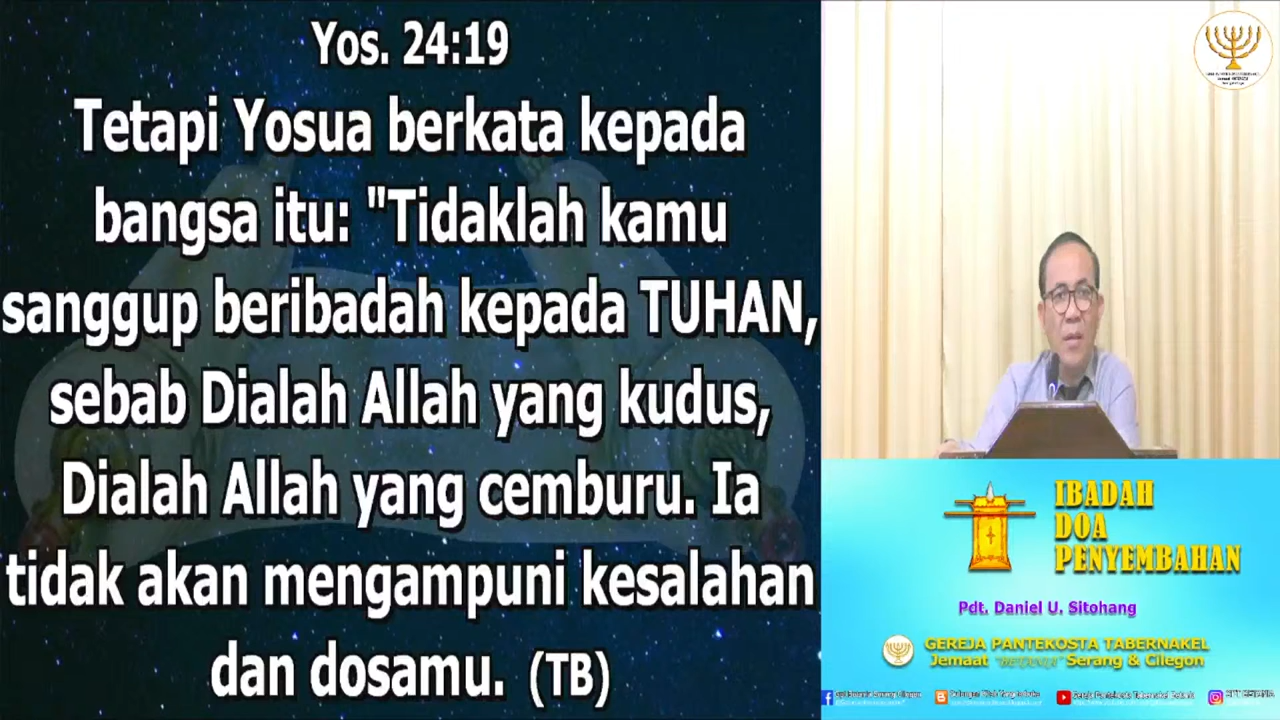 Yos. 24:19
Tetapi Yosua berkata kepada
bangsa itu: "Tidaklah kamu
sanggup beribadah kepada TUHAN,
sebab Dialah Allah yang kudus,
Dialah Allah yang cemburu. Ia
tidak akan mengampuni kesalahan
dan dosamu. (TB)
IBADAH
DOA
PENYEMBAHAN
Pdt. Daniel U. Sitohang
GEREJA PANTEKOSTA TABERNAKEL
Jemaat "BETANIA" Serang & Cilegon